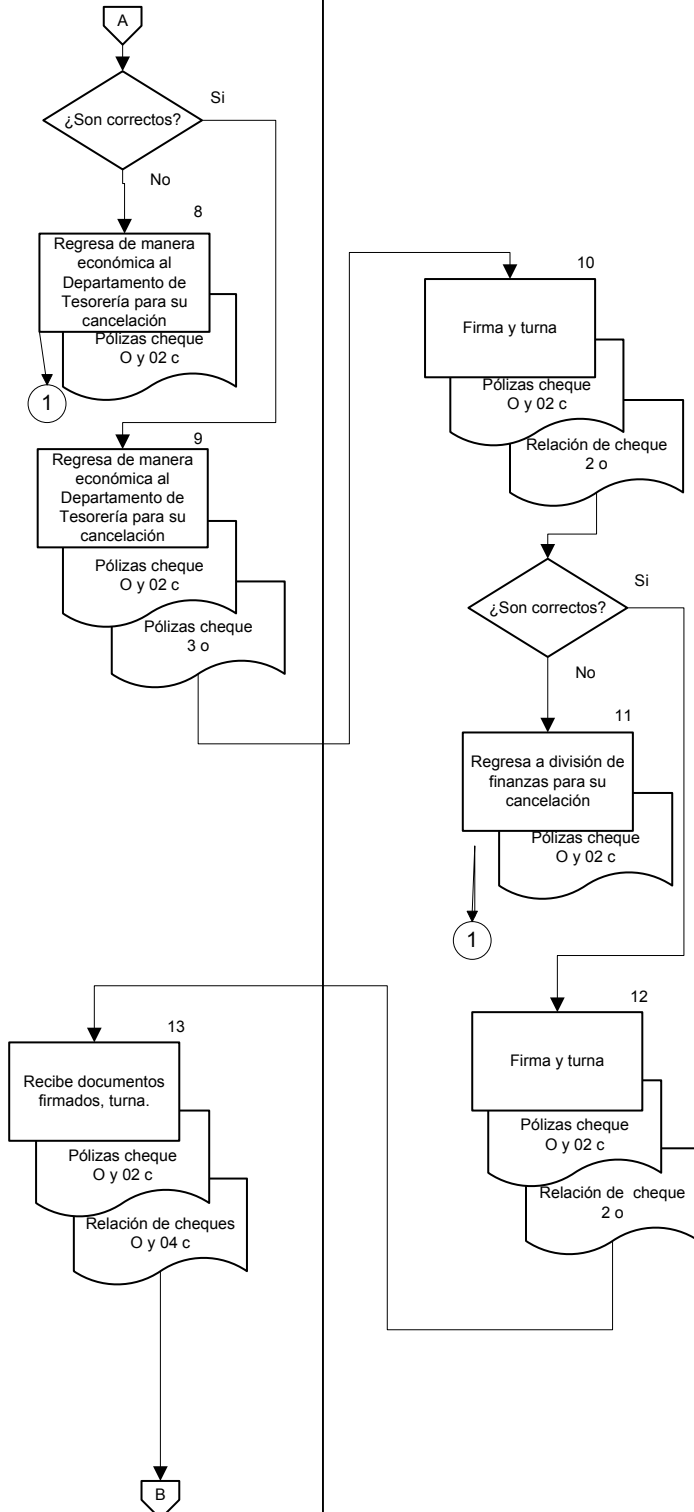 A
¿Son correctos?
Si
No
8
Regresa de manera
económica al
Departamento de
Tesorería para su
cancelación
Pólizas cheque
O y 02 c
1
9
Regresa de manera
económica al
Departamento de
Tesorería para su
cancelación
Pólizas cheque
O y 02 c
Pólizas cheque
3 o
10
Firma y turna
Pólizas cheque
O y 02 c
Relación de cheque
2 o
¿Son correctos?
Si
No
11
Regresa a división de
finanzas para su
cancelación
Pólizas cheque
O y 02 c
1
12
Firma y turna
Pólizas cheque
O y 02 c
Relación de  cheque
2 o
13
Recibe documentos
firmados, turna.
Pólizas cheque
O y 02 c
Relación de cheques
O y 04 c
B